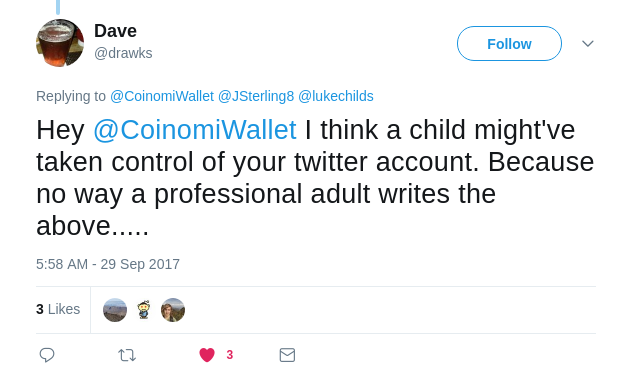 Dave
@drawks
Follow
Replying to @CoinomiWallet @JSterling8 @lukechilds
Hey @CoinomiWallet I think a child might've
taken control of your twitter account. Because
no way a professional adult writes the
above.....
5:58 AM - 29 Sep 2017
3 Likes
3